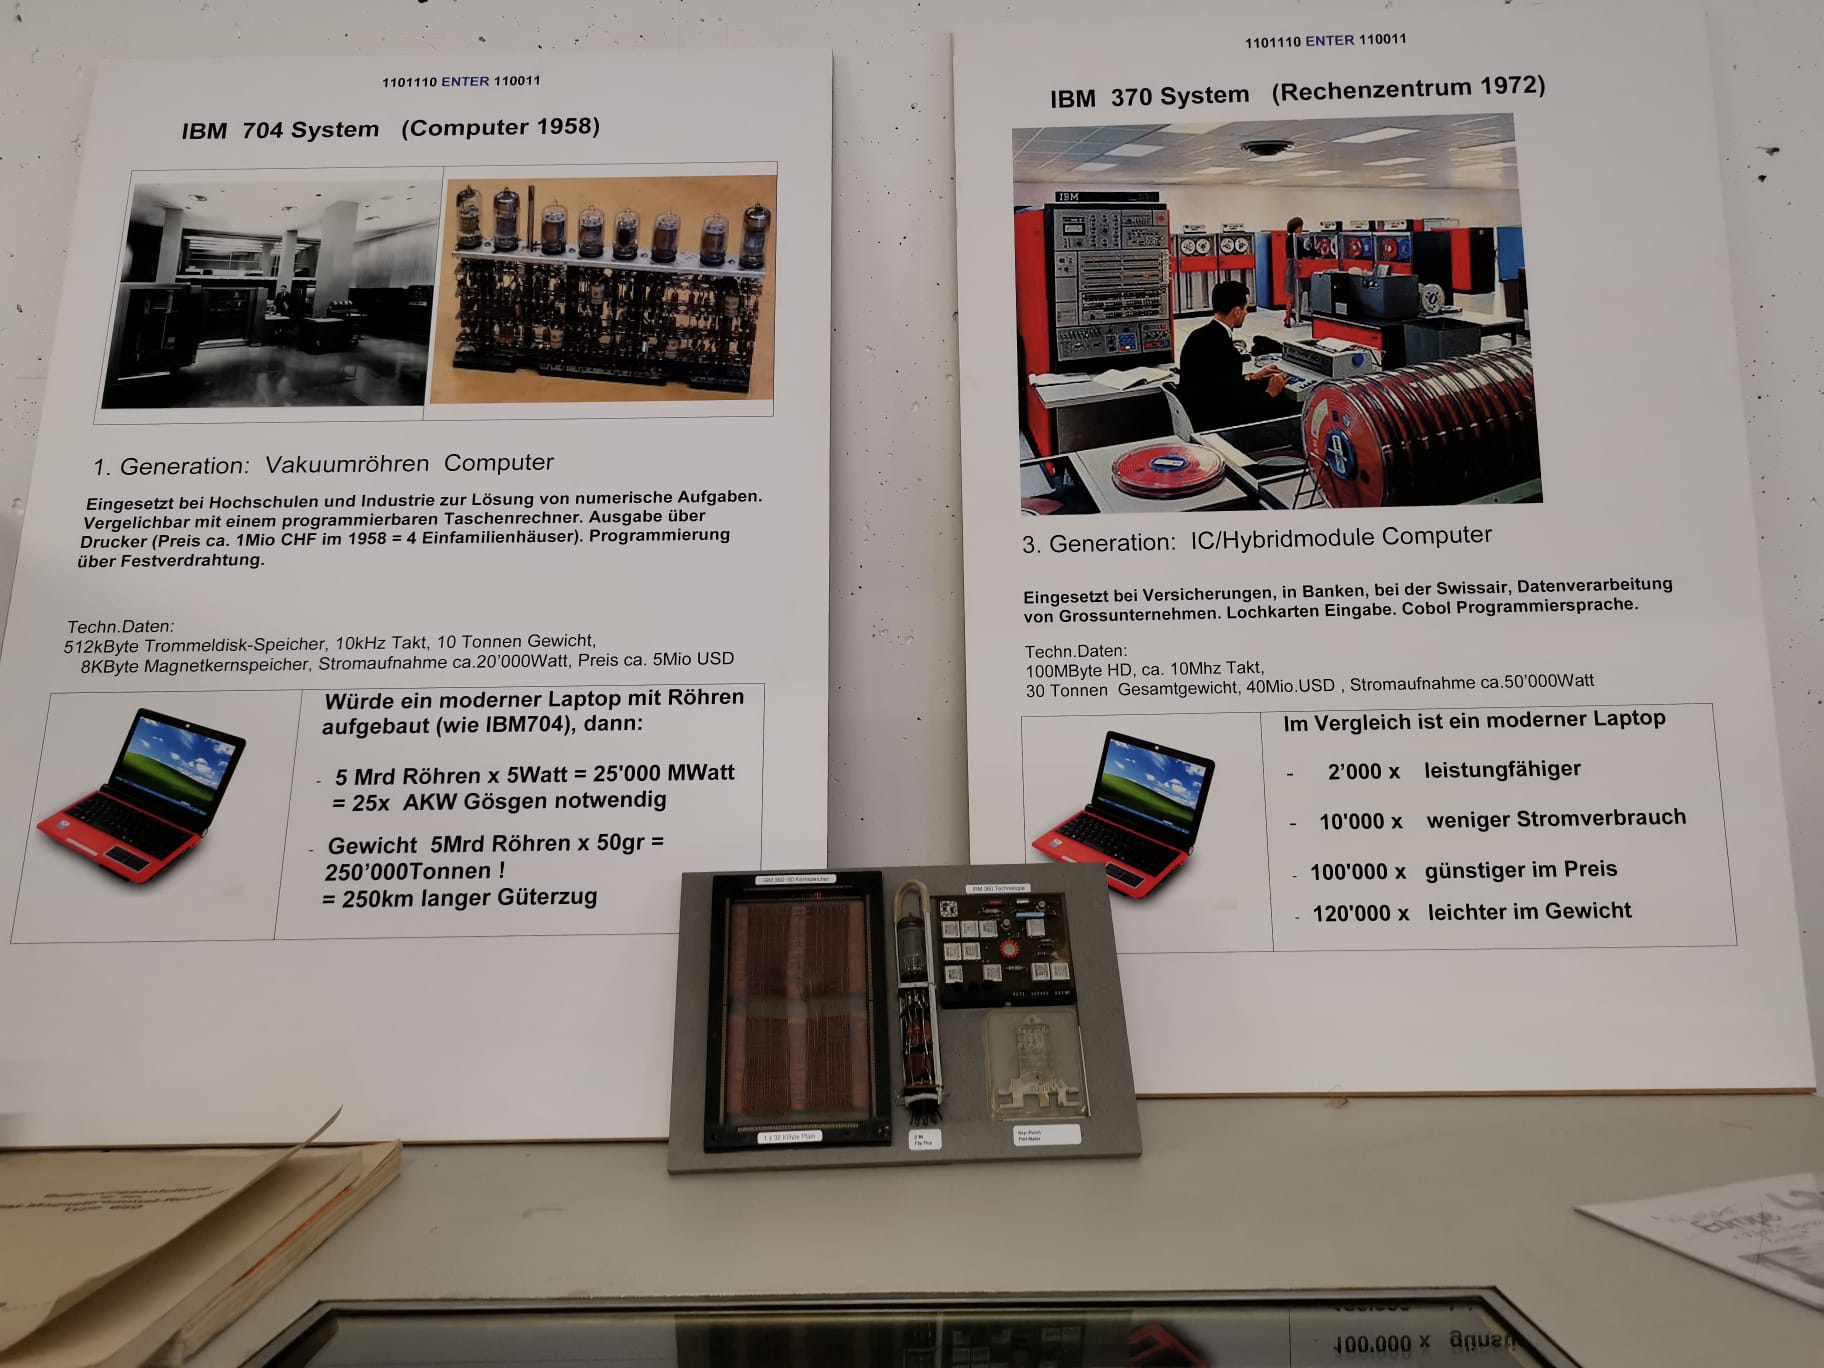 1101110 ENTER 110011
IBM 704 System (Computer 1958)
1. Generation: Vakuumröhren Computer
Eingesetzt bei Hochschulen und Industrie zur Lösung von numerische Aufgaben.
Vergelichbar mit einem programmierbaren Taschenrechner. Ausgabe über
Drucker (Preis ca. 1Mio CHF im 1958 = 4 Einfamilienhäuser). Programmierung
über Festverdrahtung.
Techn.Daten:
512kByte Trommeldisk-Speicher, 10kHz Takt, 10 Tonnen Gewicht,
8KByte Magnetkernspeicher, Stromaufnahme ca.20'000Watt, Preis ca. 5Mio USD
Würde ein moderner Laptop mit Röhren
aufgebaut (wie IBM704), dann:
- 5 Mrd Röhren x 5Watt = 25'000 MWatt
= 25x AKW Gösgen notwendig
- Gewicht 5Mrd Röhren x 50gr =
250'000Tonnen !
= 250km langer Güterzug
1101110 ENTER 110011
IBM 370 System (Rechenzentrum 1972)
IBM
3. Generation: IC/Hybridmodule Computer
Eingesetzt bei Versicherungen, in Banken, bei der Swissair, Datenverarbeitung
von Grossunternehmen. Lochkarten Eingabe. Cobol Programmiersprache.
Techn.Daten:
100MByte HD, ca. 10Mhz Takt,
30 Tonnen Gesamtgewicht, 40Mio.USD , Stromaufnahme ca.50'000Watt
Im Vergleich ist ein moderner Laptop
- 2'000 x leistungfähiger
- 10'000 x weniger Stromverbrauch
- 100'000 x günstiger im Preis
- 120'000 x leichter im Gewicht
IBM 360-30 Kernspeicher
IBM 360 Technologie
1 x 32 KByte Plain
2 Bit
Flip Flop
Key-Punch
Bedienungsanleitung
Europe
100'000 x